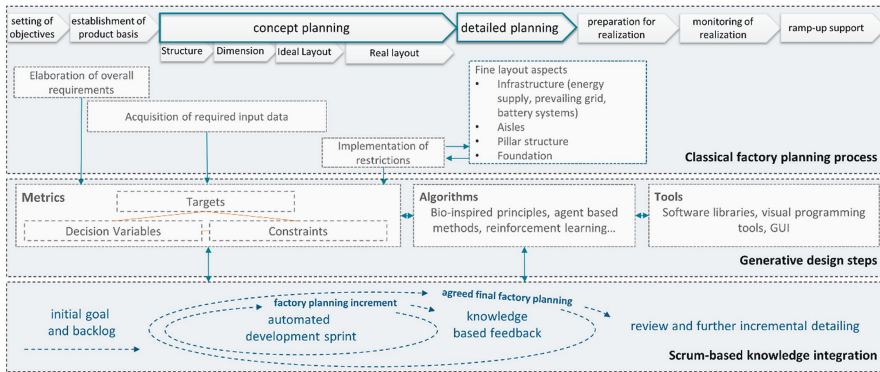 setting of
objectives
establishment of
product basis
concept planning
detailed planning
preparation for
realization
monitoring of
realization
ramp-up support
Structure
Dimension
Ideal Layout
Real layout
Elaboration of overall
requirements
Acquisition of required input data
Implementation of
restrictions
Fine layout aspects
• Infrastructure (energy
supply, prevailing grid,
battery systems)
• Aisles
• Pillar structure
• Foundation
Classical factory planning process
Metrics
Targets
Decision Variables
Constraints
Algorithms
Bio-inspired principles, agent based
methods, reinforcement learning...
Tools
Software libraries, visual programming
tools, GUI
Generative design steps
initial goal
and backlog
factory planning increment
automated
development sprint
agreed final factory planning
knowledge
based feedback
review and further incremental detailing
Scrum-based knowledge integration